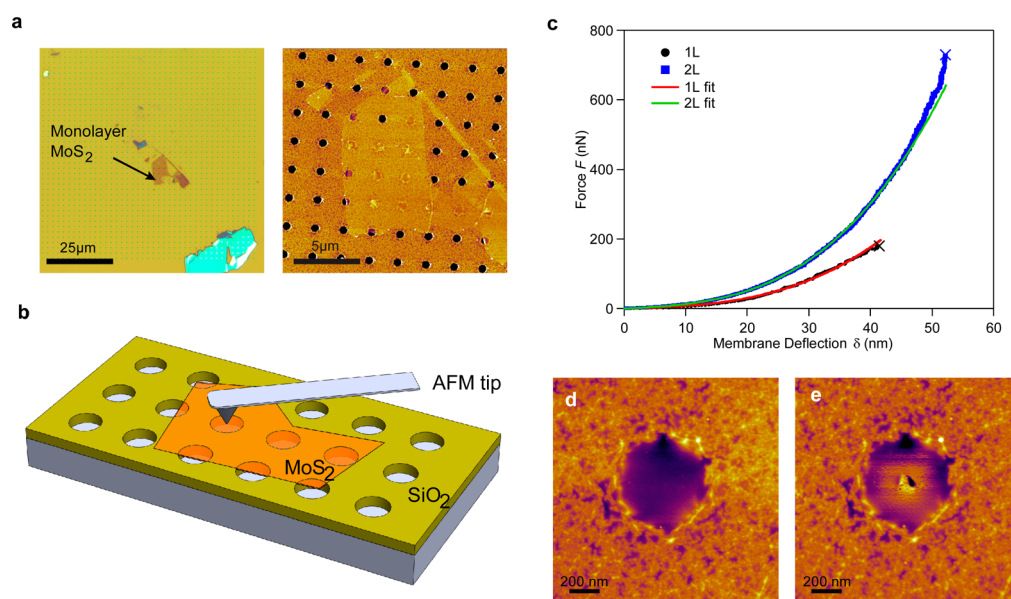 a
Monolayer
MoS2
25µm
5µm
b
AFM tip
MoS2
SiO2
c
800
600
400
200
0
Force F (nN)
1L
2L
1L fit
2L fit
0 10 20 30 40 50 60
Membrane Deflection δ (nm)
d
200 nm
e
200 nm